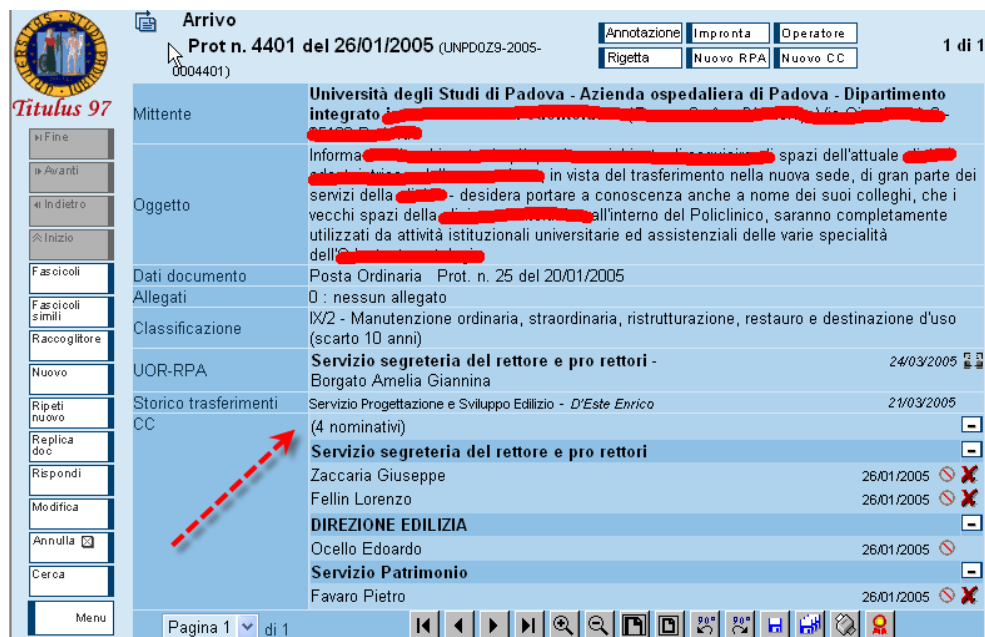 UNIVERSITAS STUDII PADUANI
Titulus 97
Fine
Avanti
Indietro
Inizio
Fascicoli
Fascicoli simili
Raccoglitore
Nuovo
Ripeti nuovo
Replica doc
Rispondi
Modifica
Annulla
Cerca
Menu
Arrivo
Prot n. 4401 del 26/01/2005 (UNPD0Z9-2005-
0004401)
Annotazione Impronta Operatore
Rigetta Nuovo RPA Nuovo CC
1 di 1
Mittente
Università degli Studi di Padova - Azienda ospedaliera di Padova - Dipartimento
integrato
Oggetto
Informa spazi dell'attuale
, in vista del trasferimento nella nuova sede, di gran parte dei
servizi della - desidera portare a conoscenza anche a nome dei suoi colleghi, che i
vecchi spazi della all'interno del Policlinico, saranno completamente
utilizzati da attività istituzionali universitarie ed assistenziali delle varie specialità
Dati documento Posta Ordinaria Prot. n. 25 del 20/01/2005
Allegati 0 : nessun allegato
Classificazione IX/2 - Manutenzione ordinaria, straordinaria, ristrutturazione, restauro e destinazione d'uso
(scarto 10 anni)
UOR-RPA Servizio segreteria del rettore e pro rettori - 24/03/2005
Borgato Amelia Giannina
Storico trasferimenti Servizio Progettazione e Sviluppo Edilizio - D'Este Enrico 21/03/2005
CC (4 nominativi)
Servizio segreteria del rettore e pro rettori
Zaccaria Giuseppe 26/01/2005
Fellin Lorenzo 26/01/2005
DIREZIONE EDILIZIA
Ocello Edoardo 26/01/2005
Servizio Patrimonio
Favaro Pietro 26/01/2005
Pagina 1 di 1
90° 90°